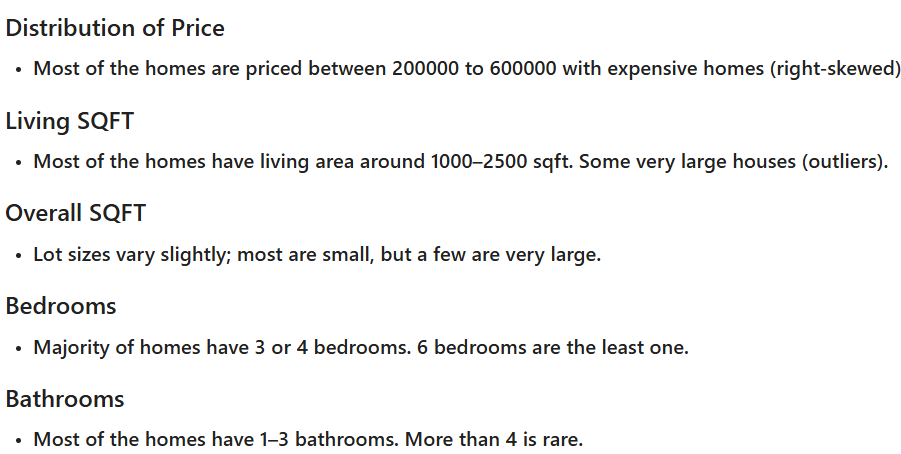 Distribution of Price
• Most of the homes are priced between 200000 to 600000 with expensive homes (right-skewed)
Living SQFT
• Most of the homes have living area around 1000–2500 sqft. Some very large houses (outliers).
Overall SQFT
• Lot sizes vary slightly; most are small, but a few are very large.
Bedrooms
• Majority of homes have 3 or 4 bedrooms. 6 bedrooms are the least one.
Bathrooms
• Most of the homes have 1–3 bathrooms. More than 4 is rare.